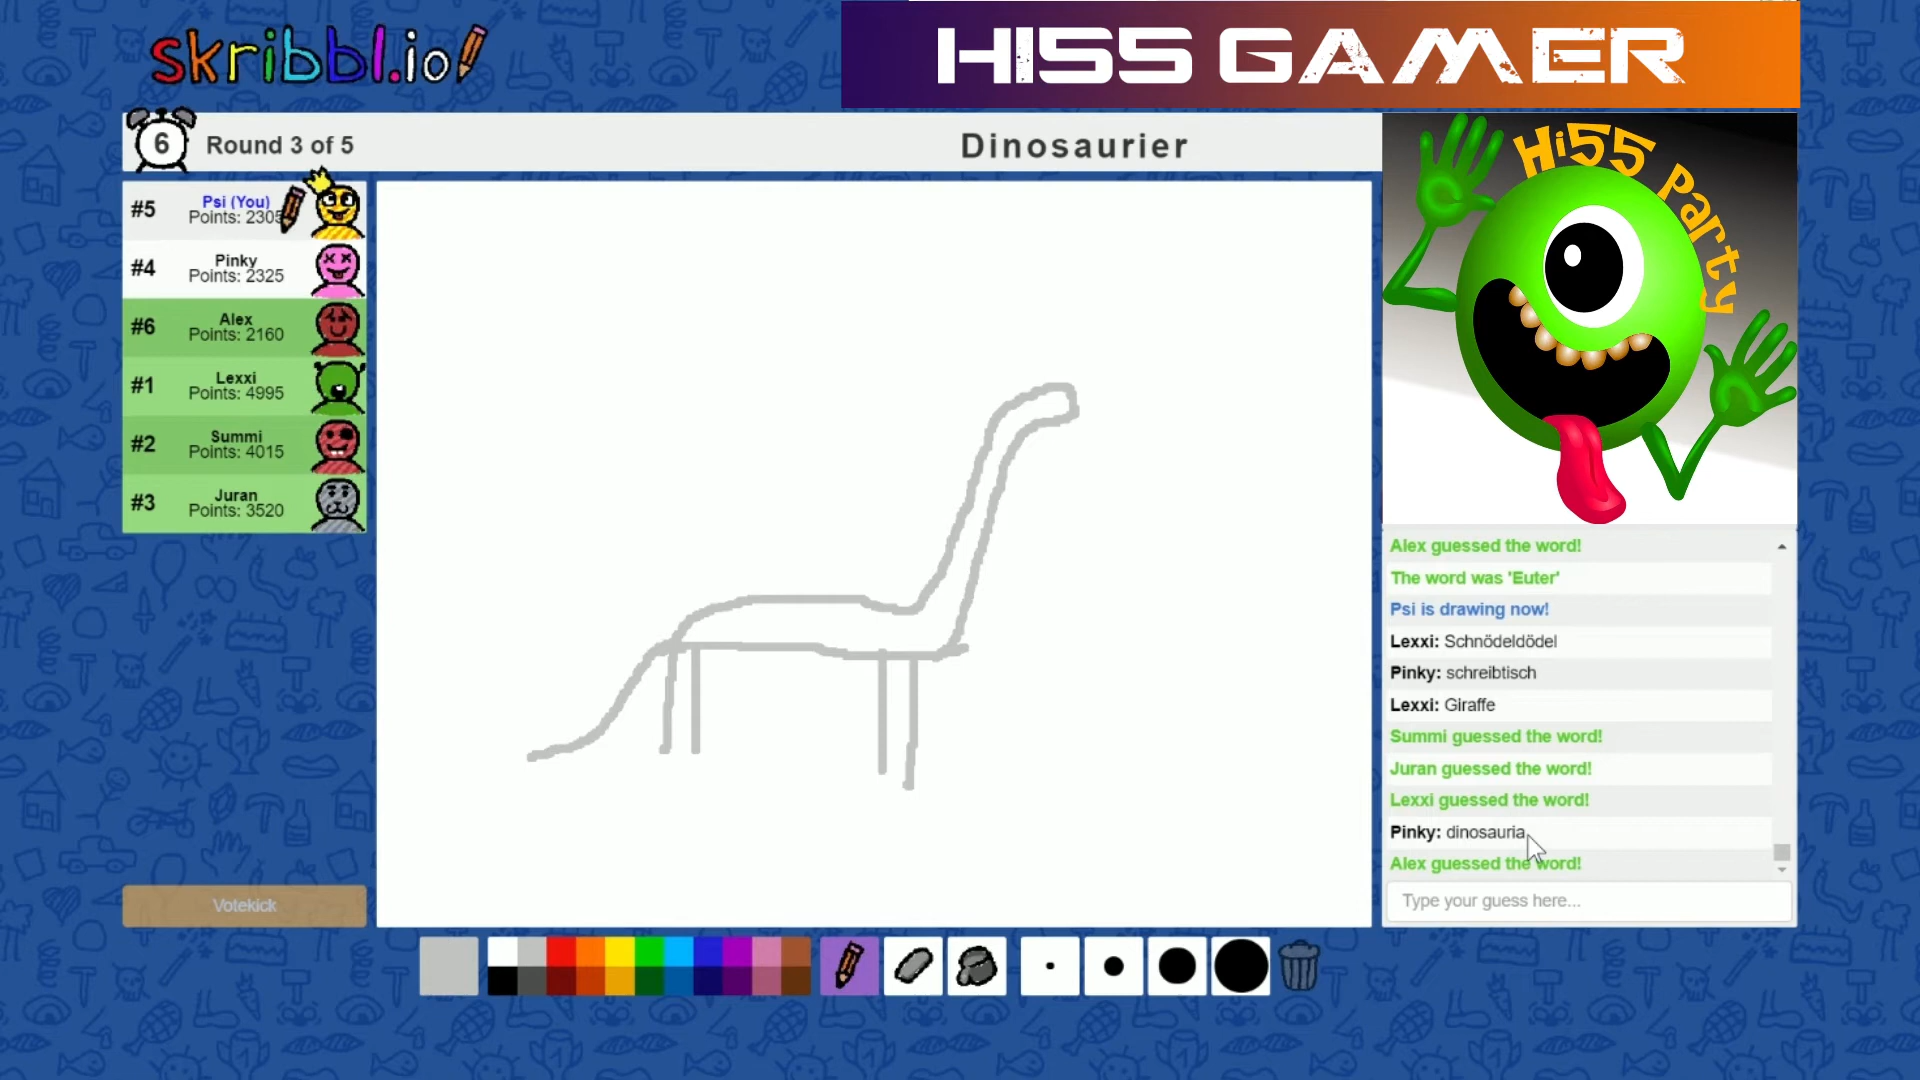 skribbl.io
HI55 GAMER
6
Round 3 of 5
Dinosaurier
#5 Psi (You)
Points: 2305
#4 Pinky
Points: 2325
#6 Alex
Points: 2160
#1 Lexxi
Points: 4995
#2 Summi
Points: 4015
#3 Juran
Points: 3520
Votekick
Hi55 Party
Alex guessed the word!
The word was 'Euter'
Psi is drawing now!
Lexxi: Schnödeldödel
Pinky: schreibtisch
Lexxi: Giraffe
Summi guessed the word!
Juran guessed the word!
Lexxi guessed the word!
Pinky: dinosauria
Alex guessed the word!
Type your guess here...